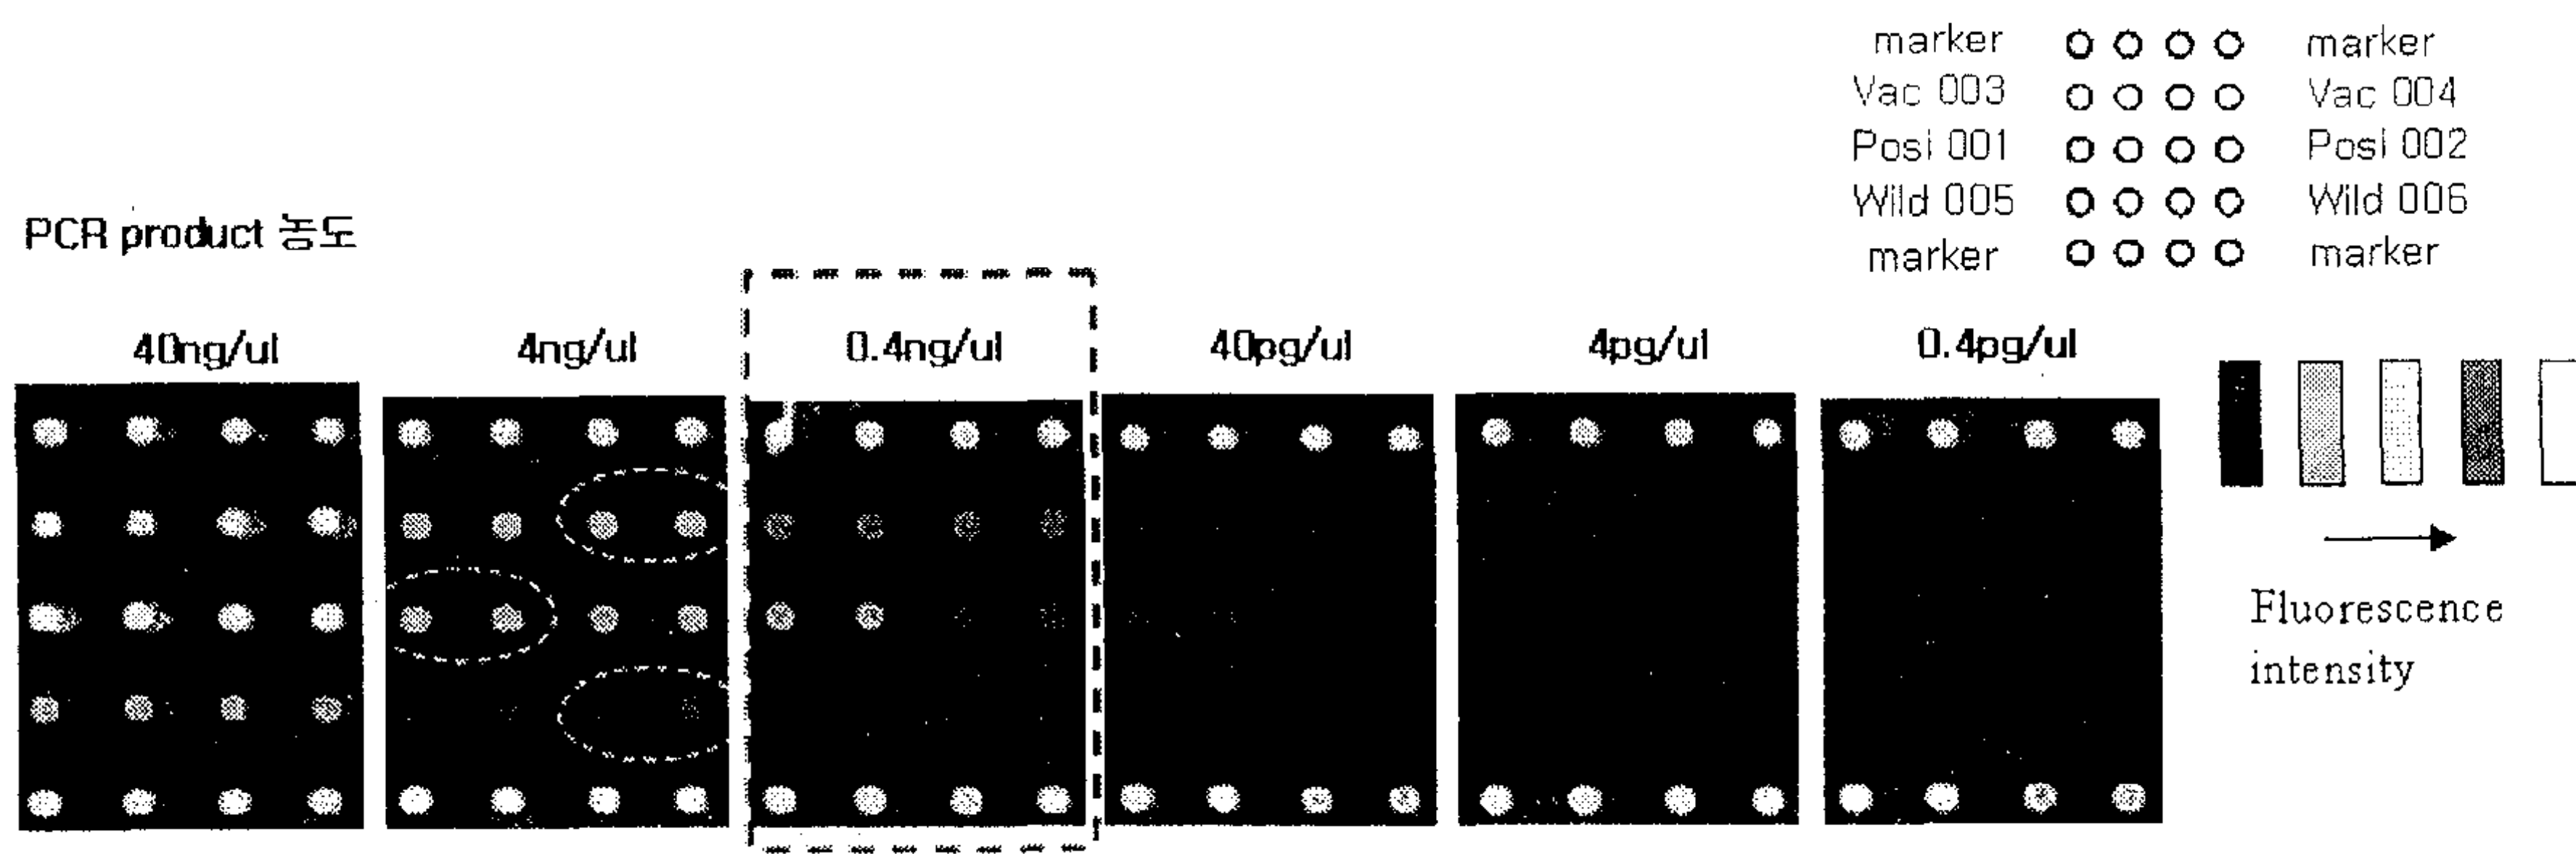 marker marker
Vac 003 Vac 004
Posi 001 Posi 002
Wild 005 Wild 006
marker marker
PCR product 농도
40ng/ul 4ng/ul 0.4ng/ul 40pg/ul 4pg/ul 0.4pg/ul
Fluorescence
intensity